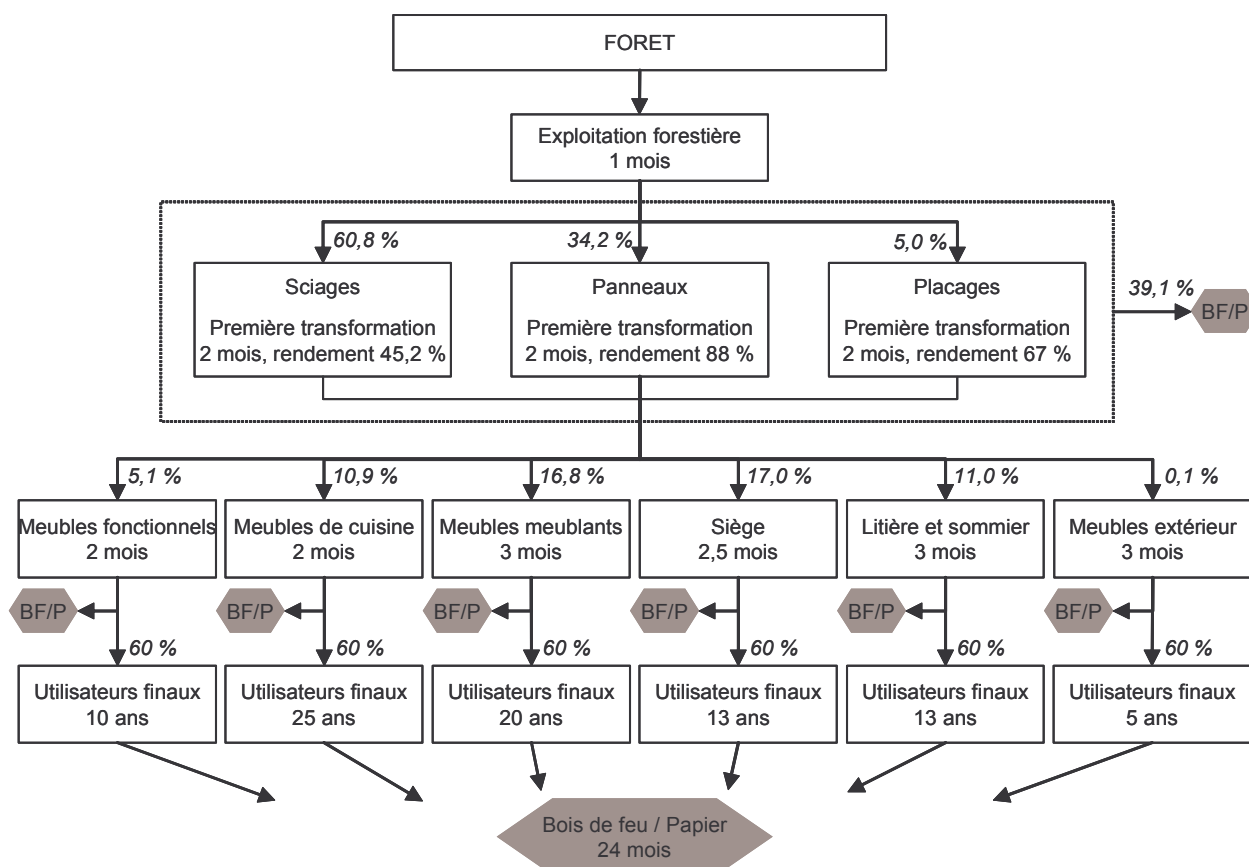 FORET
Exploitation forestière
1 mois
60,8 %
34,2 %
5,0 %
Sciages
Première transformation
2 mois, rendement 45,2 %
Panneaux
Première transformation
2 mois, rendement 88 %
Placages
Première transformation
2 mois, rendement 67 %
39,1 %
BF/P
5,1 %
10,9 %
16,8 %
17,0 %
11,0 %
0,1 %
Meubles fonctionnels
2 mois
Meubles de cuisine
2 mois
Meubles meublants
3 mois
Siège
2,5 mois
Litière et sommier
3 mois
Meubles extérieur
3 mois
BF/P
BF/P
BF/P
BF/P
BF/P
BF/P
60 %
60 %
60 %
60 %
60 %
60 %
Utilisateurs finaux
10 ans
Utilisateurs finaux
25 ans
Utilisateurs finaux
20 ans
Utilisateurs finaux
13 ans
Utilisateurs finaux
13 ans
Utilisateurs finaux
5 ans
Bois de feu / Papier
24 mois